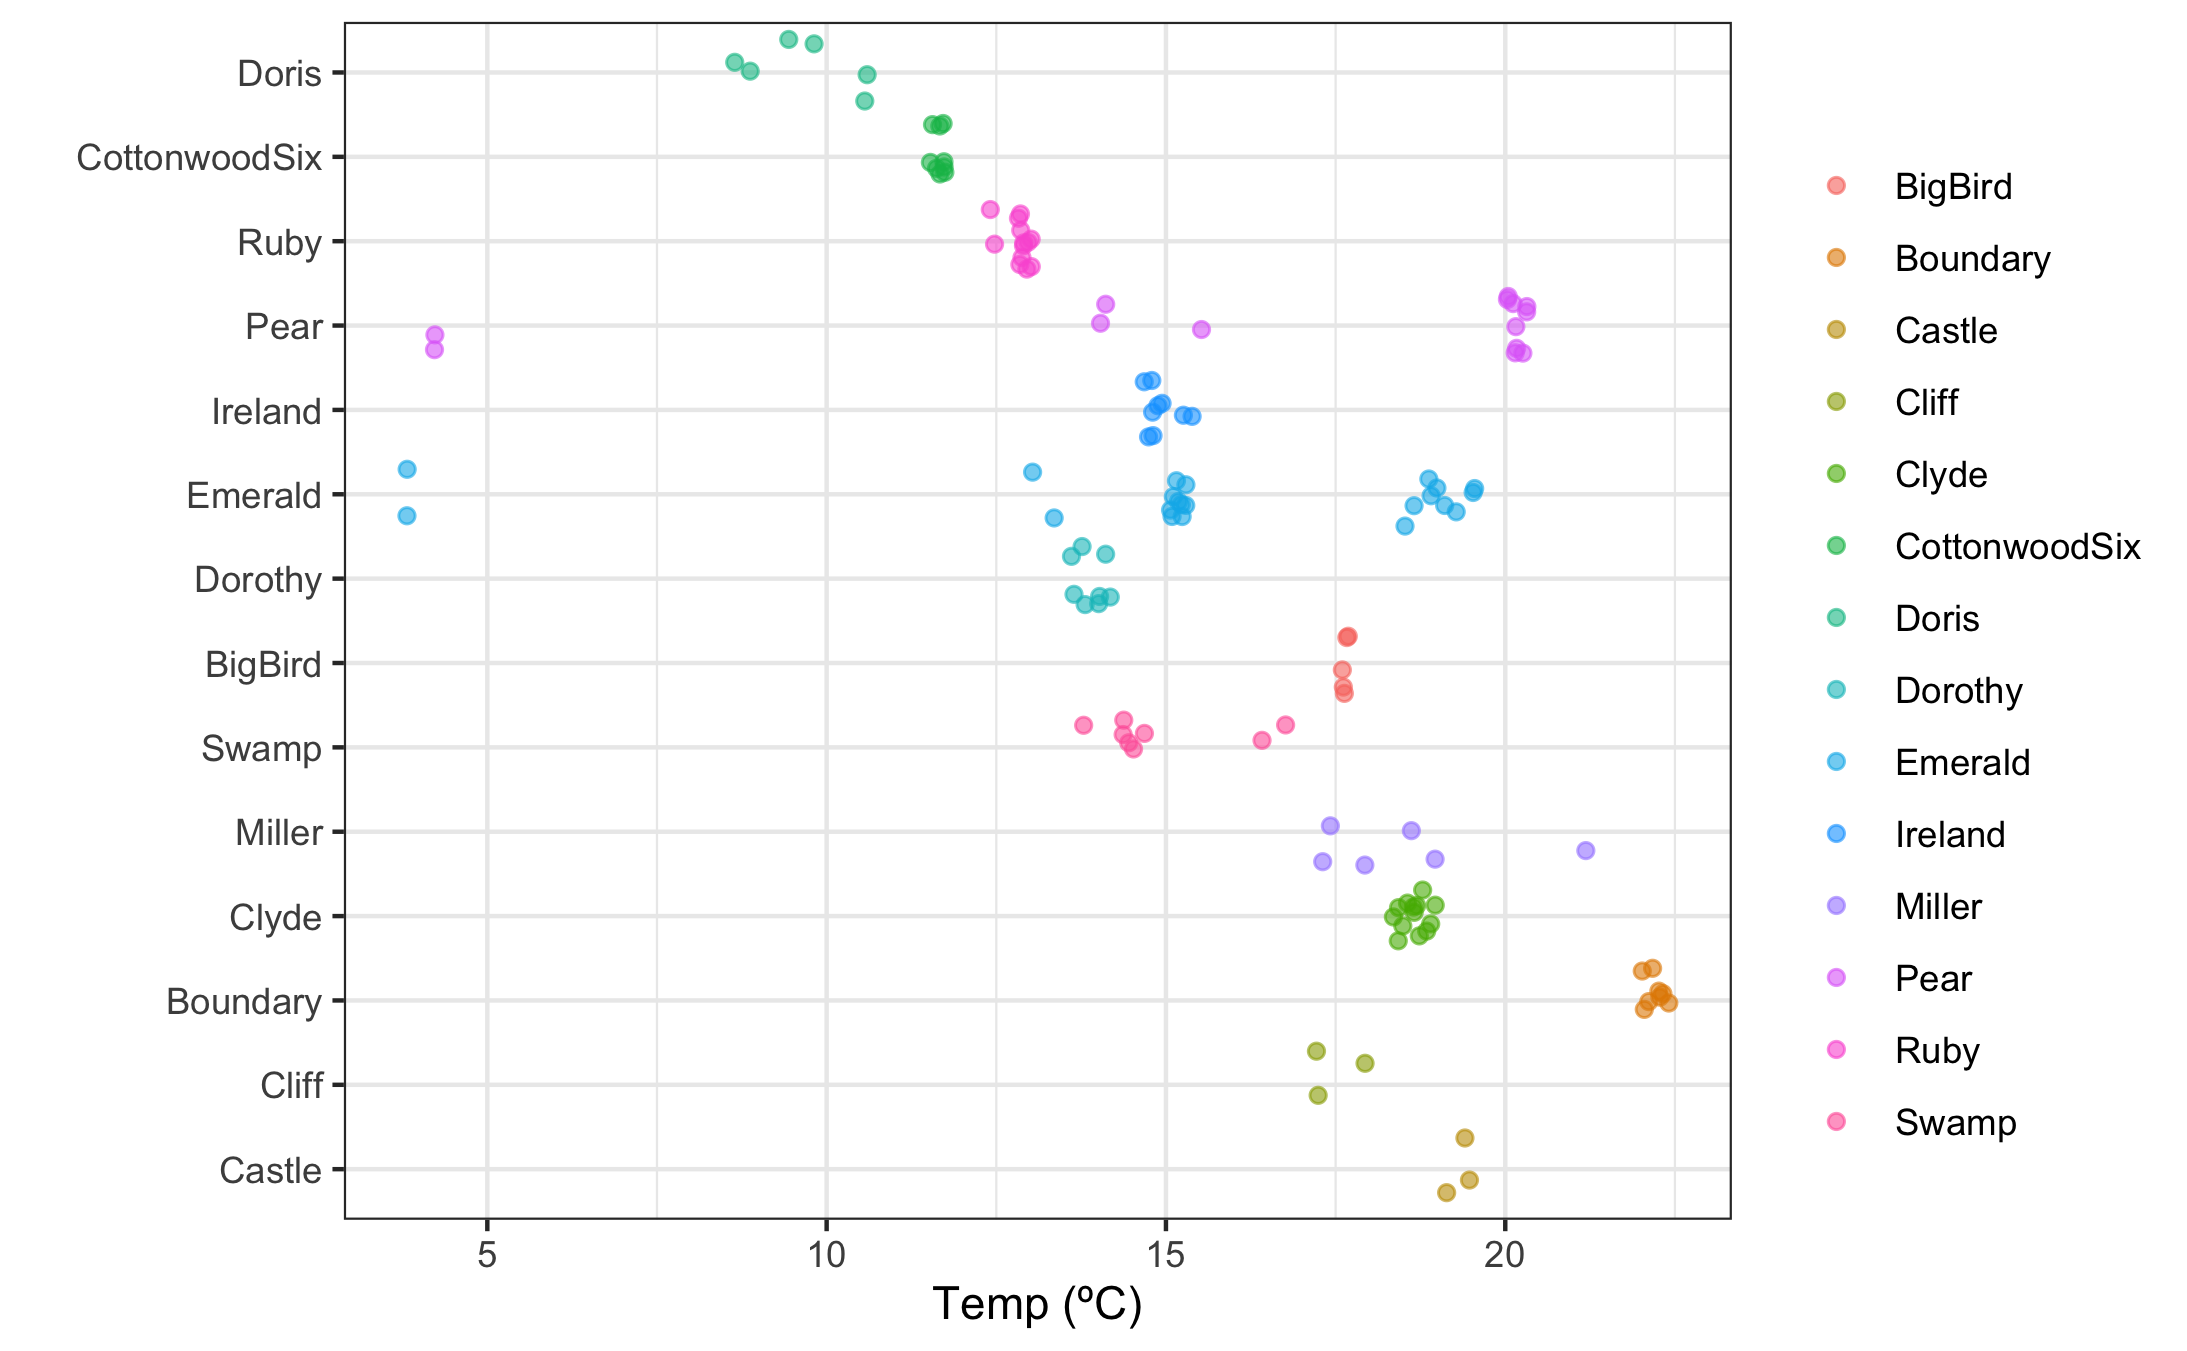 Doris
CottonwoodSix
Ruby
Pear
Ireland
Emerald
Dorothy
BigBird
Swamp
Miller
Clyde
Boundary
Cliff
Castle
5 10 15 20
Temp (ºC)
BigBird
Boundary
Castle
Cliff
Clyde
CottonwoodSix
Doris
Dorothy
Emerald
Ireland
Miller
Pear
Ruby
Swamp